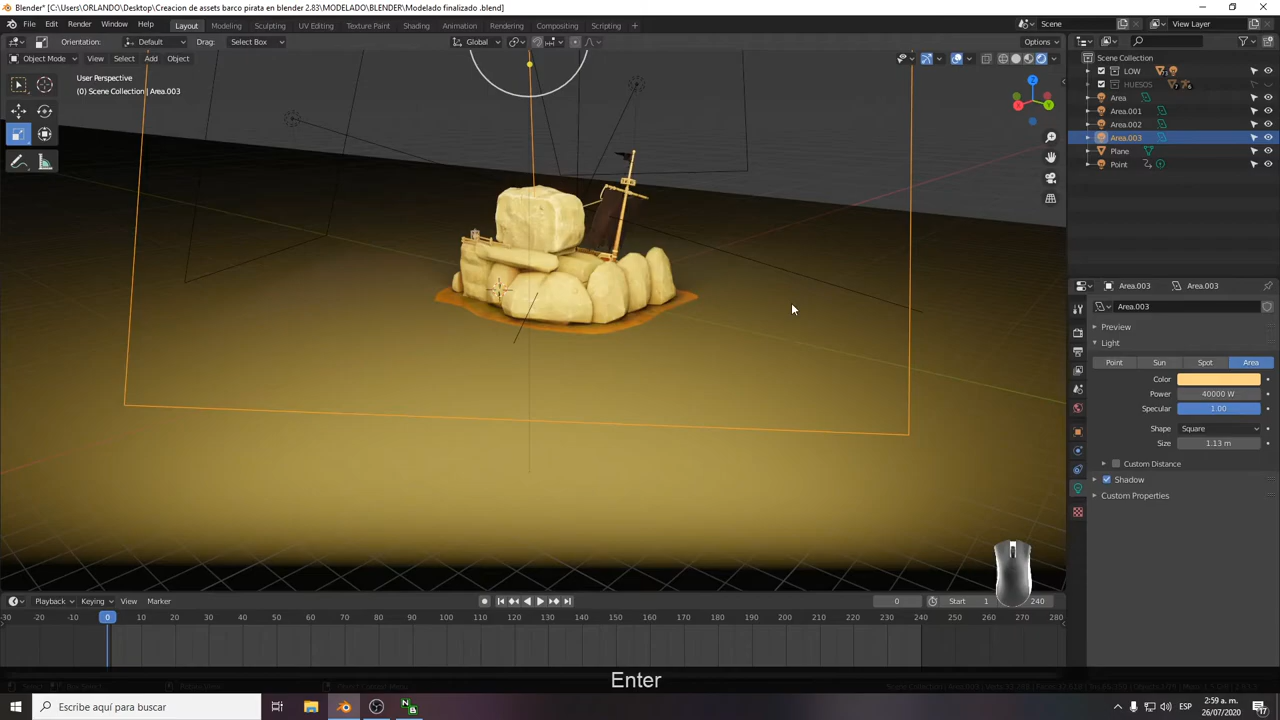 Blender* [C:\Users\ORLANDO\Desktop\Creacion de assets barco pirata en blender 2.83\MODELADO\BLENDER\Modelado finalizado .blend]
File Edit Render Window Help Layout Modeling Sculpting UV Editing Texture Paint Shading Animation Rendering Compositing Scripting + Scene View Layer
Orientation: Default Drag: Select Box Global Options
Object Mode View Select Add Object
User Perspective
(0) Scene Collection | Area.003
Scene Collection
LOW
HUESOS
Area
Area.001
Area.002
Area.003
Plane
Point
Area.003 Area.003
Area.003
Preview
Light
Point Sun Spot Area
Color
Power 40000 W
Specular 1.00
Shape Square
Size 1.13 m
Custom Distance
Shadow
Custom Properties
Playback Keying View Marker 0 Start 1 240
-30 -20 -10 0 10 20 30 40 50 60 70 80 90 100 110 120 130 140 150 160 170 180 190 200 210 220 230 240 250 260 270 280
Enter
Escribe aquí para buscar
ESP
2:59 a. m.
26/07/2020
17